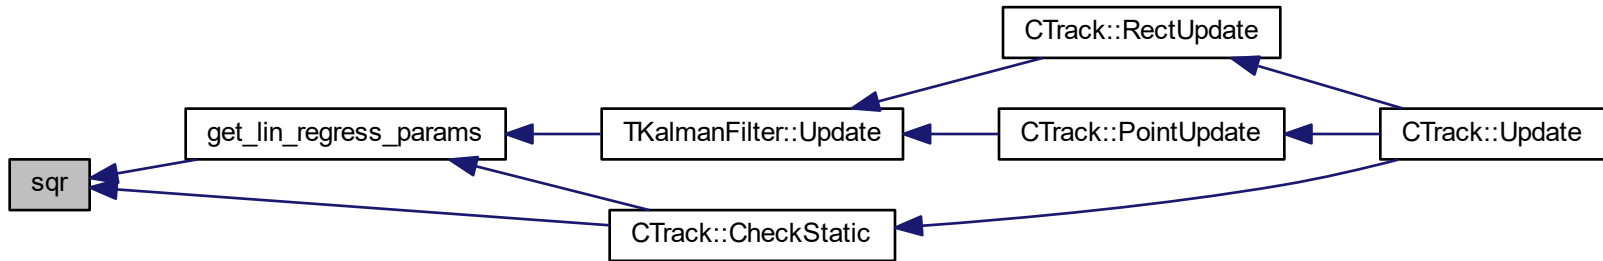 CTrack::RectUpdate
get_lin_regress_params
TKalmanFilter::Update
CTrack::PointUpdate
CTrack::Update
sqr
CTrack::CheckStatic